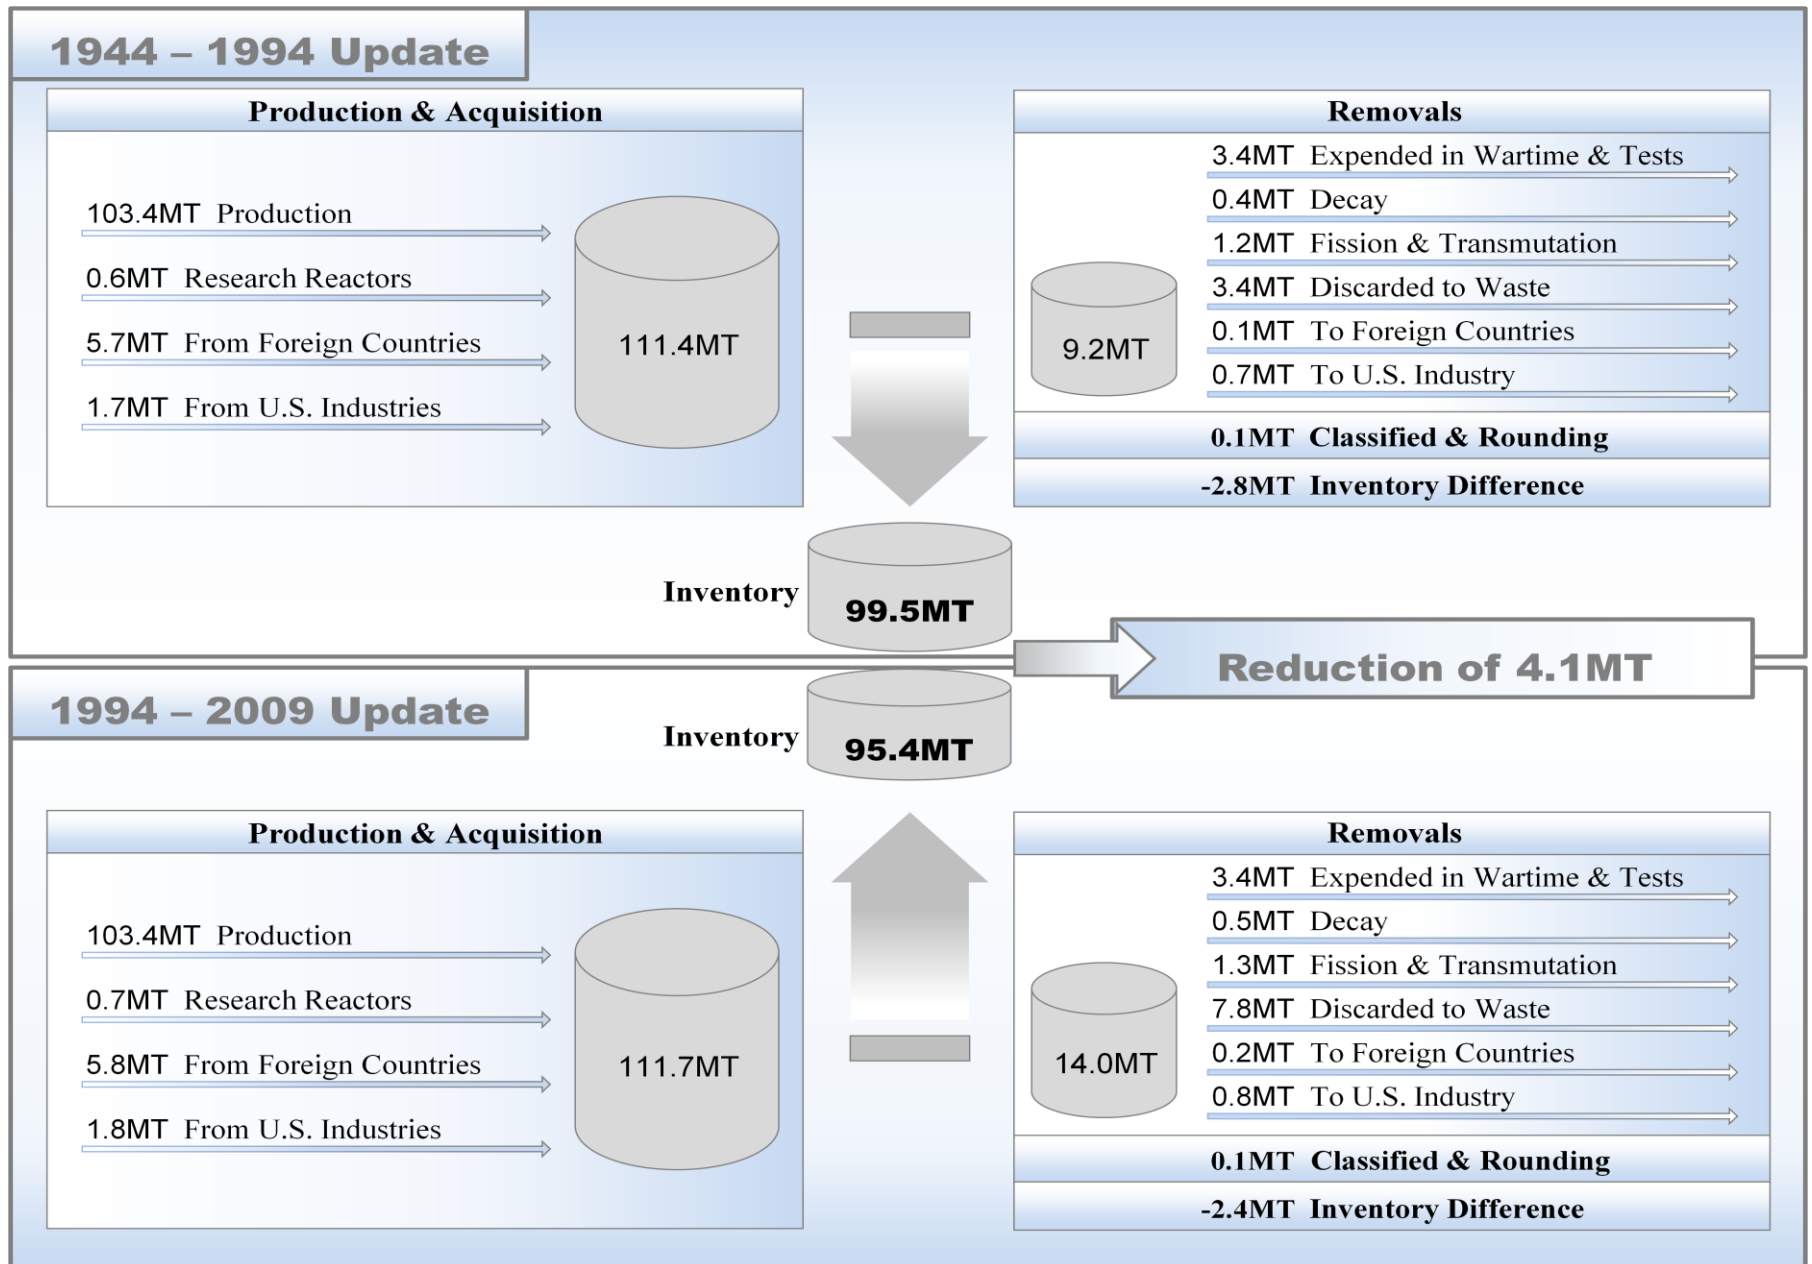 1944 – 1994 Update
Production & Acquisition
103.4MT Production
0.6MT Research Reactors
5.7MT From Foreign Countries
1.7MT From U.S. Industries
111.4MT
Removals
3.4MT Expended in Wartime & Tests
0.4MT Decay
1.2MT Fission & Transmutation
3.4MT Discarded to Waste
0.1MT To Foreign Countries
0.7MT To U.S. Industry
9.2MT
0.1MT Classified & Rounding
-2.8MT Inventory Difference
Inventory
99.5MT
Reduction of 4.1MT
1994 – 2009 Update
Inventory
95.4MT
Production & Acquisition
103.4MT Production
0.7MT Research Reactors
5.8MT From Foreign Countries
1.8MT From U.S. Industries
111.7MT
Removals
3.4MT Expended in Wartime & Tests
0.5MT Decay
1.3MT Fission & Transmutation
7.8MT Discarded to Waste
0.2MT To Foreign Countries
0.8MT To U.S. Industry
14.0MT
0.1MT Classified & Rounding
-2.4MT Inventory Difference